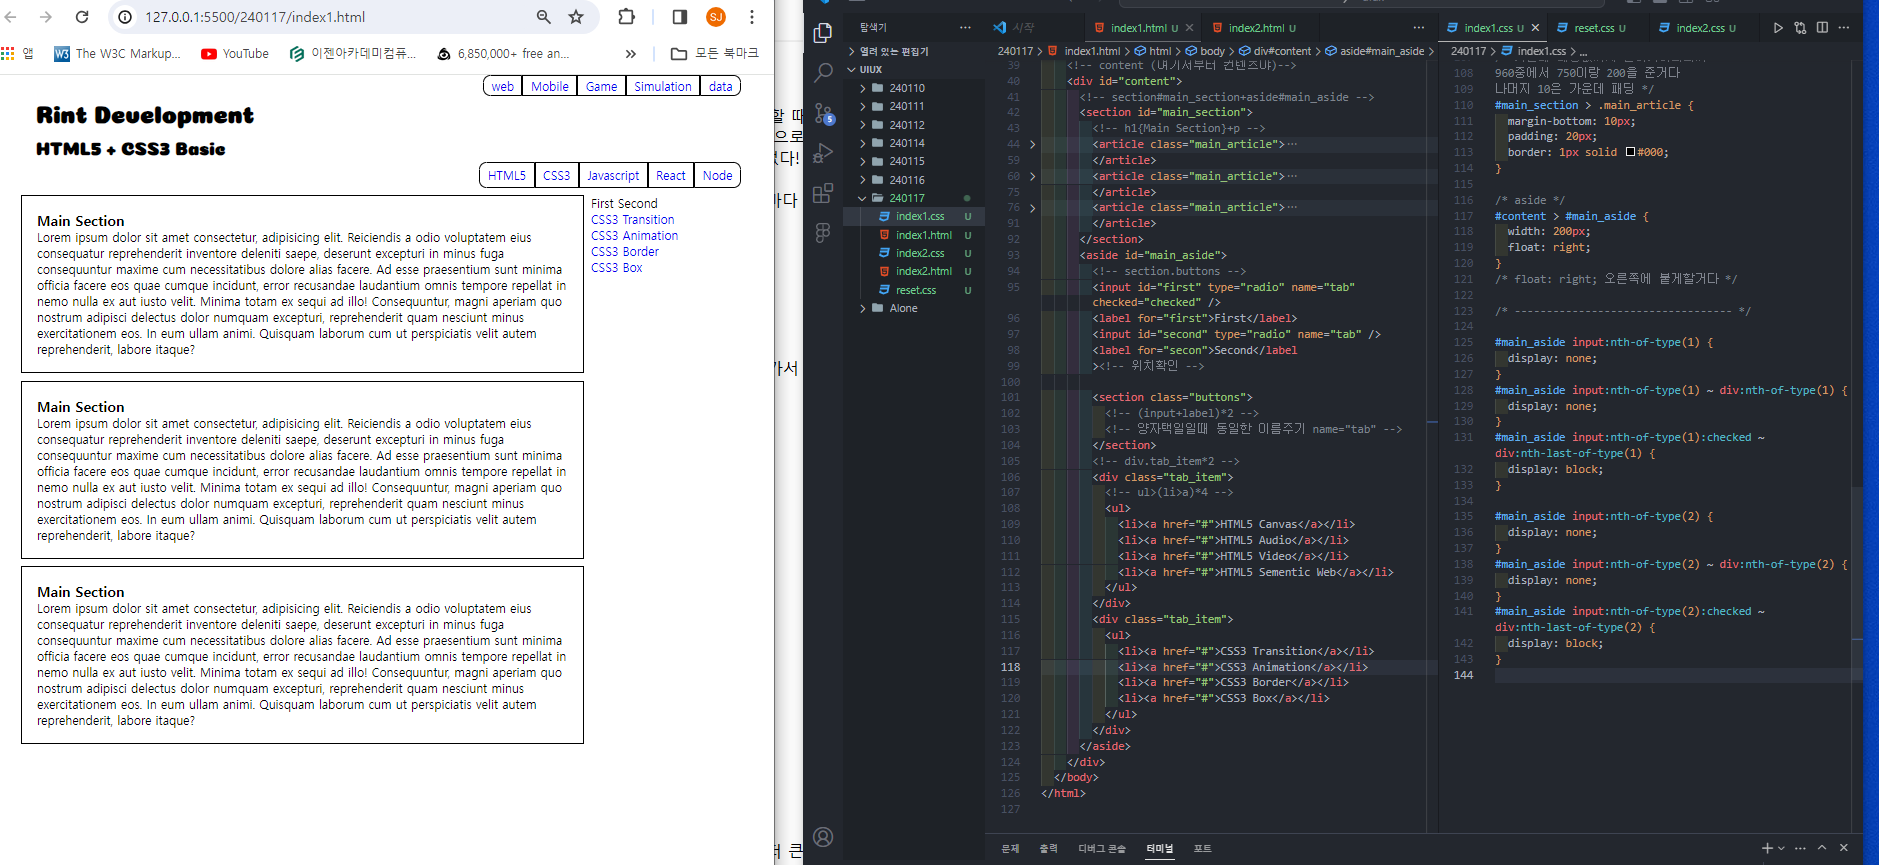 127.0.0.1:5500/240117/index1.html
SJ
앱
The W3C Markup...
YouTube
이젠아카데미컴퓨...
6,850,000+ free an...
»
모든 북마크
web
Mobile
Game
Simulation
data
Rint Development
HTML5 + CSS3 Basic
HTML5
CSS3
Javascript
React
Node
Main Section
Lorem ipsum dolor sit amet consectetur, adipisicing elit. Reiciendis a odio voluptatem eius
consequatur reprehenderit inventore deleniti saepe, deserunt excepturi in minus fuga
consequuntur maxime cum necessitatibus dolore alias facere. Ad esse praesentium sunt minima
officia facere eos quae cumque incidunt, error recusandae laudantium omnis tempore repellat in
nemo nulla ex aut iusto velit. Minima totam ex sequi ad illo! Consequuntur, magni aperiam quo
nostrum adipisci delectus dolor numquam excepturi, reprehenderit quam nesciunt minus
exercitationem eos. In eum ullam animi. Quisquam laborum cum ut perspiciatis velit autem
reprehenderit, labore itaque?
Main Section
Lorem ipsum dolor sit amet consectetur, adipisicing elit. Reiciendis a odio voluptatem eius
consequatur reprehenderit inventore deleniti saepe, deserunt excepturi in minus fuga
consequuntur maxime cum necessitatibus dolore alias facere. Ad esse praesentium sunt minima
officia facere eos quae cumque incidunt, error recusandae laudantium omnis tempore repellat in
nemo nulla ex aut iusto velit. Minima totam ex sequi ad illo! Consequuntur, magni aperiam quo
nostrum adipisci delectus dolor numquam excepturi, reprehenderit quam nesciunt minus
exercitationem eos. In eum ullam animi. Quisquam laborum cum ut perspiciatis velit autem
reprehenderit, labore itaque?
Main Section
Lorem ipsum dolor sit amet consectetur, adipisicing elit. Reiciendis a odio voluptatem eius
consequatur reprehenderit inventore deleniti saepe, deserunt excepturi in minus fuga
consequuntur maxime cum necessitatibus dolore alias facere. Ad esse praesentium sunt minima
officia facere eos quae cumque incidunt, error recusandae laudantium omnis tempore repellat in
nemo nulla ex aut iusto velit. Minima totam ex sequi ad illo! Consequuntur, magni aperiam quo
nostrum adipisci delectus dolor numquam excepturi, reprehenderit quam nesciunt minus
exercitationem eos. In eum ullam animi. Quisquam laborum cum ut perspiciatis velit autem
reprehenderit, labore itaque?
First Second
CSS3 Transition
CSS3 Animation
CSS3 Border
CSS3 Box
5
탐색기
열려 있는 편집기
UIUX
240110
240111
240112
240114
240115
240116
240117
index1.css U
index1.html U
index2.css U
index2.html U
reset.css U
Alone
시작
index1.html U
index2.html U
240117 > index1.html > html > body > div#content > aside#main_aside >
39 <!-- content (여기서부터 컨텐츠야)-->
40 <div id="content">
41 <!-- section#main_section+aside#main_aside -->
42 <section id="main_section">
43 <!-- h1{Main Section}+p -->
44 <article class="main_article">…
59 </article>
60 <article class="main_article">…
75 </article>
76 <article class="main_article">…
91 </article>
92 </section>
93 <aside id="main_aside">
94 <!-- section.buttons -->
95 <input id="first" type="radio" name="tab"
checked="checked" />
96 <label for="first">First</label>
97 <input id="second" type="radio" name="tab" />
98 <label for="secon">Second</label
99 ><!-- 위치확인 -->
100
101 <section class="buttons">
102 <!-- (input+label)*2 -->
103 <!-- 양자택일일때 동일한 이름주기 name="tab" -->
104 </section>
105 <!-- div.tab_item*2 -->
106 <div class="tab_item">
107 <!-- ul>(li>a)*4 -->
108 <ul>
109 <li><a href="#">HTML5 Canvas</a></li>
110 <li><a href="#">HTML5 Audio</a></li>
111 <li><a href="#">HTML5 Video</a></li>
112 <li><a href="#">HTML5 Sementic Web</a></li>
113 </ul>
114 </div>
115 <div class="tab_item">
116 <ul>
117 <li><a href="#">CSS3 Transition</a></li>
118 <li><a href="#">CSS3 Animation</a></li>
119 <li><a href="#">CSS3 Border</a></li>
120 <li><a href="#">CSS3 Box</a></li>
121 </ul>
122 </div>
123 </aside>
124 </div>
125 </body>
126 </html>
127
index1.css U
reset.css U
index2.css U
240117 > index1.css > ...
108 960중에서 750이랑 200을 준거다
109 나머지 10은 가운데 패딩 */
110 #main_section > .main_article {
111 margin-bottom: 10px;
112 padding: 20px;
113 border: 1px solid #000;
114 }
115
116 /* aside */
117 #content > #main_aside {
118 width: 200px;
119 float: right;
120 }
121 /* float: right; 오른쪽에 붙게할거다 */
122
123 /* ---------------------------------- */
124
125 #main_aside input:nth-of-type(1) {
126 display: none;
127 }
128 #main_aside input:nth-of-type(1) ~ div:nth-of-type(1) {
129 display: none;
130 }
131 #main_aside input:nth-of-type(1):checked ~
div:nth-last-of-type(1) {
132 display: block;
133 }
134
135 #main_aside input:nth-of-type(2) {
136 display: none;
137 }
138 #main_aside input:nth-of-type(2) ~ div:nth-of-type(2) {
139 display: none;
140 }
141 #main_aside input:nth-of-type(2):checked ~
div:nth-last-of-type(2) {
142 display: block;
143 }
144
문제
출력
디버그 콘솔
터미널
포트